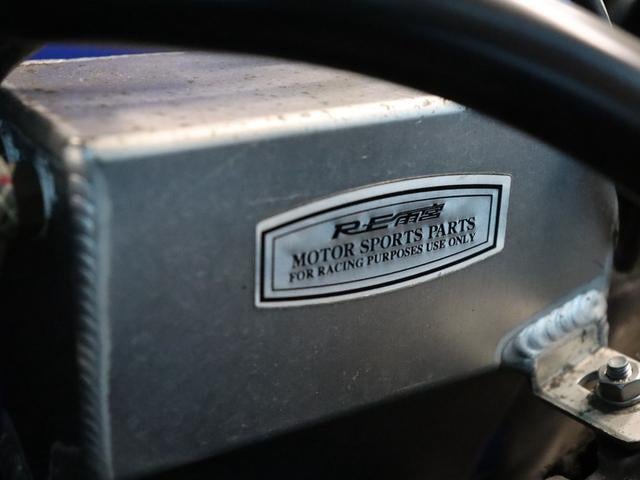 RE雨宮
MOTOR SPORTS PARTS
FOR RACING PURPOSES USE ONLY